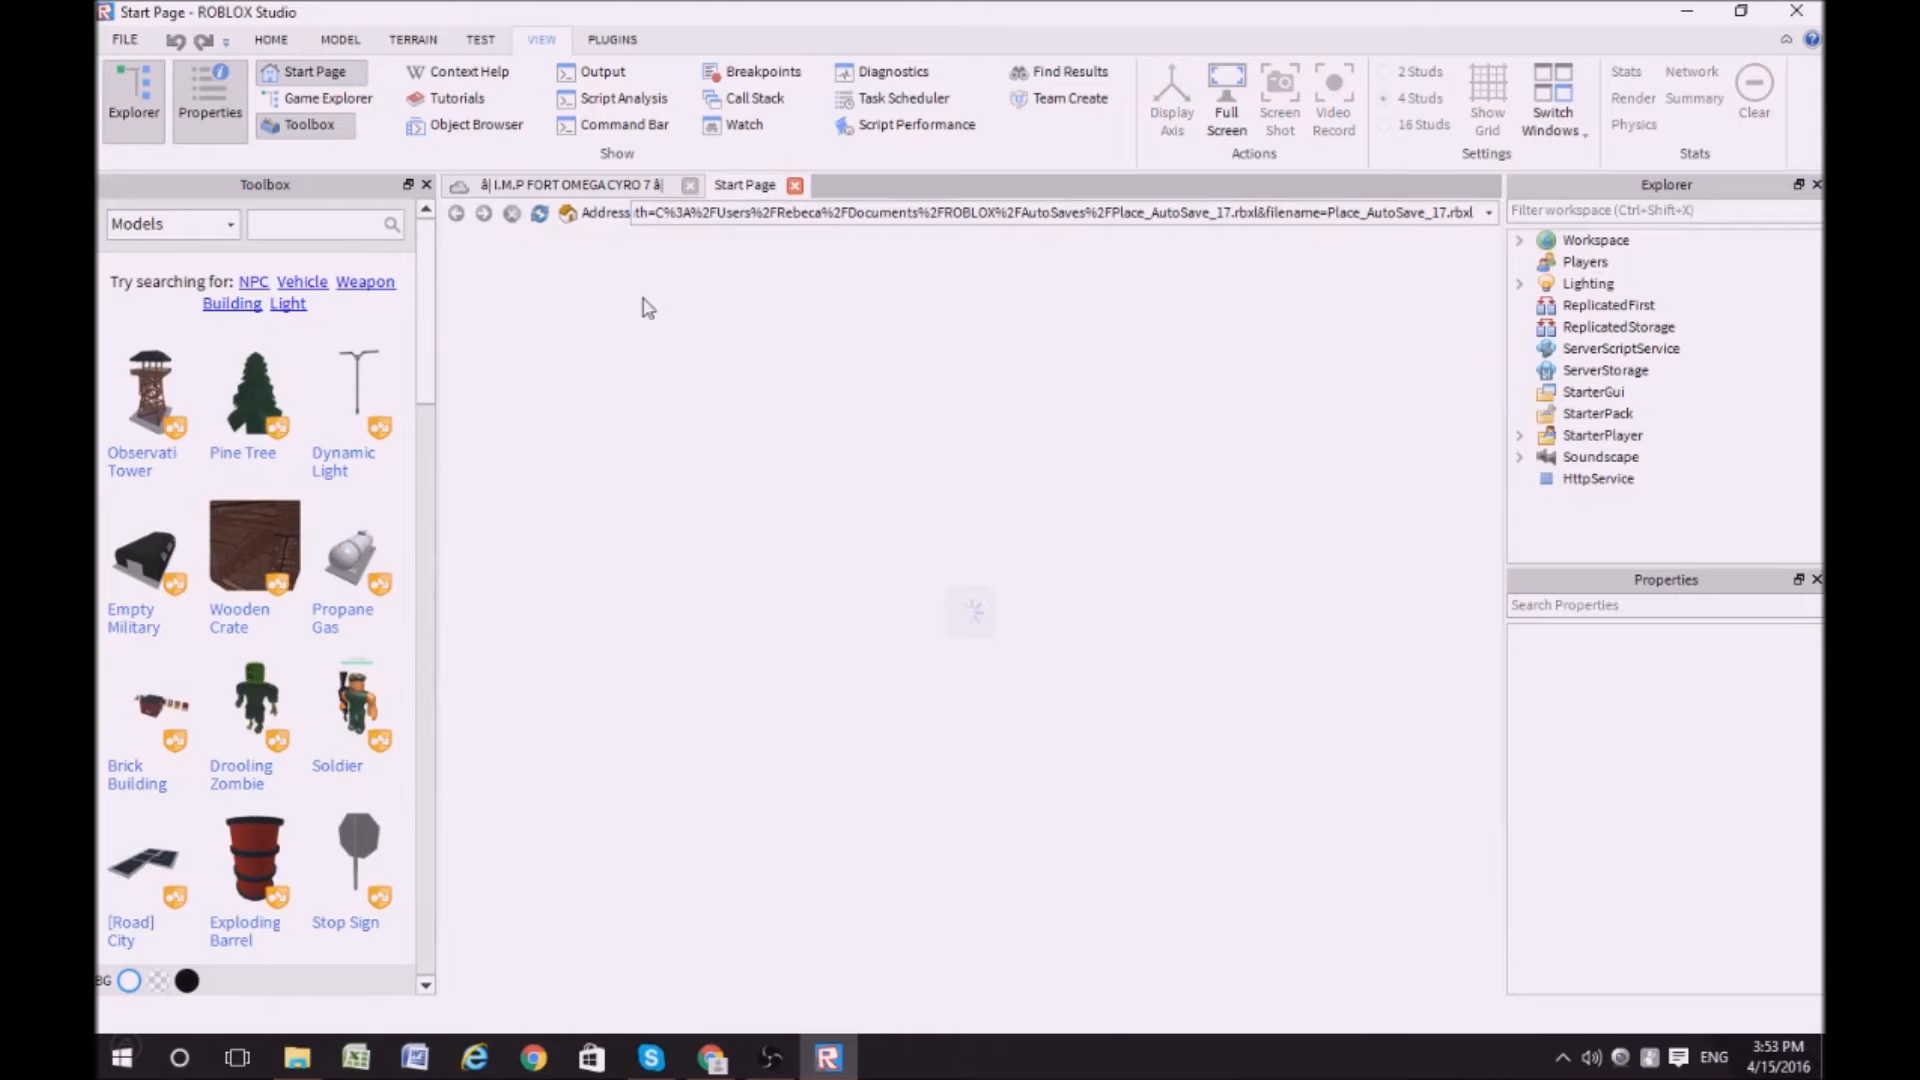 Start Page - ROBLOX Studio
FILE HOME MODEL TERRAIN TEST VIEW PLUGINS
Explorer
Properties
Start Page
Game Explorer
Toolbox
Context Help
Tutorials
Object Browser
Output
Script Analysis
Command Bar
Breakpoints
Call Stack
Watch
Diagnostics
Task Scheduler
Script Performance
Find Results
Team Create
Show
Display Axis
Full Screen
Screen Shot
Video Record
Actions
2 Studs
4 Studs
16 Studs
Show Grid
Switch Windows
Settings
Stats Network
Render Summary
Physics
Clear
Stats
Toolbox
Models
Try searching for: NPC Vehicle Weapon
Building Light
Observati Tower
Pine Tree
Dynamic Light
Empty Military
Wooden Crate
Propane Gas
Brick Building
Drooling Zombie
Soldier
[Road] City
Exploding Barrel
Stop Sign
BG
â| I.M.P FORT OMEGA CYRO 7 â|
Start Page
Address th=C%3A%2FUsers%2FRebeca%2FDocuments%2FROBLOX%2FAutoSaves%2FPlace_AutoSave_17.rbxl&filename=Place_AutoSave_17.rbxl
Explorer
Filter workspace (Ctrl+Shift+X)
Workspace
Players
Lighting
ReplicatedFirst
ReplicatedStorage
ServerScriptService
ServerStorage
StarterGui
StarterPack
StarterPlayer
Soundscape
HttpService
Properties
Search Properties
ENG
3:53 PM
4/15/2016